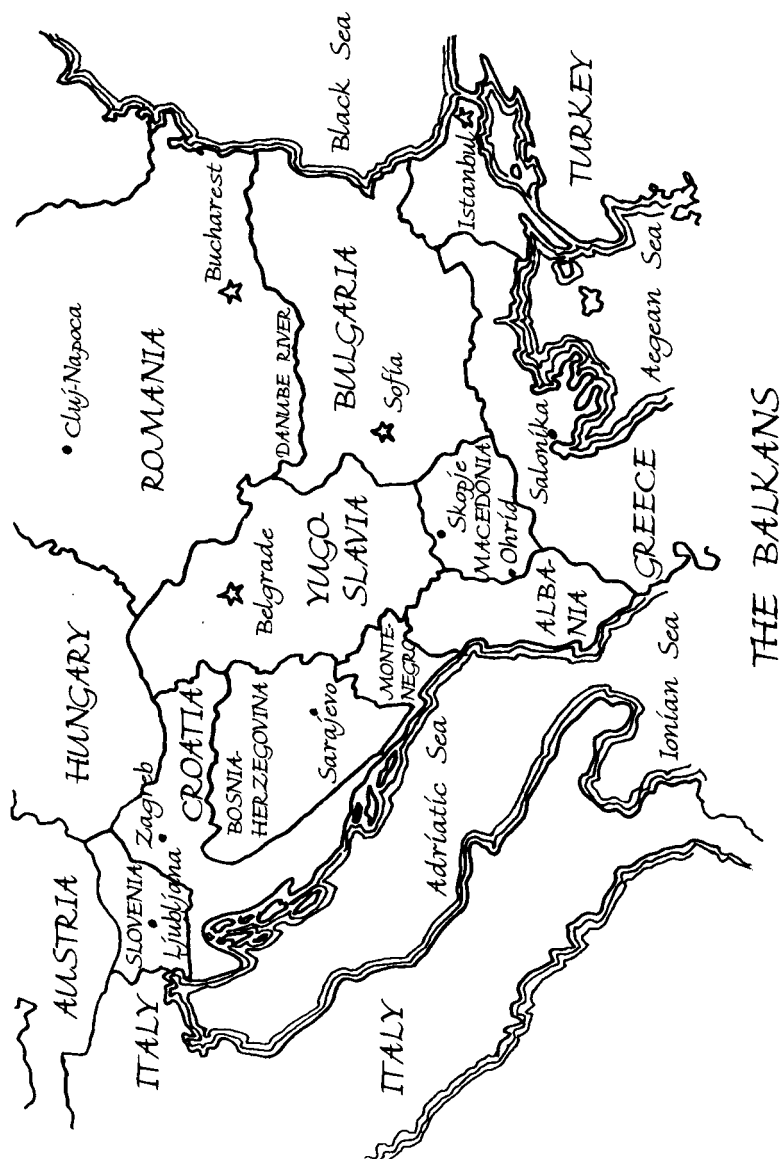 AUSTRIA
HUNGARY
Cluj-Napoca
ROMANIA
SLOVENIA
Ljubljana
Zagreb
CROATIA
ITALY
Belgrade
Bucharest
DANUBE RIVER
BOSNIA-
HERZEGOVINA
Sarajevo
YUGO-
SLAVIA
BULGARIA
Sofia
Black Sea
MONTE-
NEGRO
Skopje
MACEDONIA
Ohrid
ITALY
Adriatic Sea
ALBA-
NIA
Salonika
Istanbul
GREECE
Aegean Sea
TURKEY
Ionian Sea
THE BALKANS